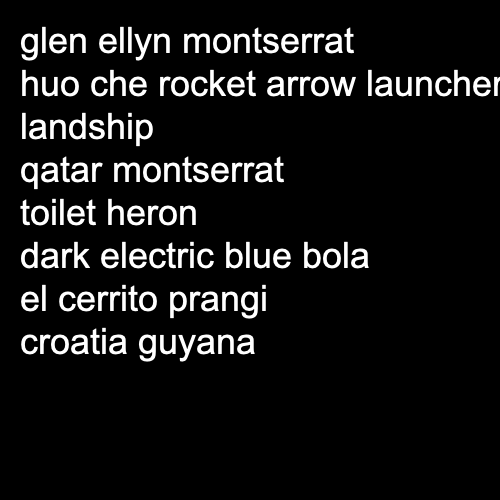 glen ellyn montserrat
huo che rocket arrow launcher
landship
qatar montserrat
toilet heron
dark electric blue bola
el cerrito prangi
croatia guyana